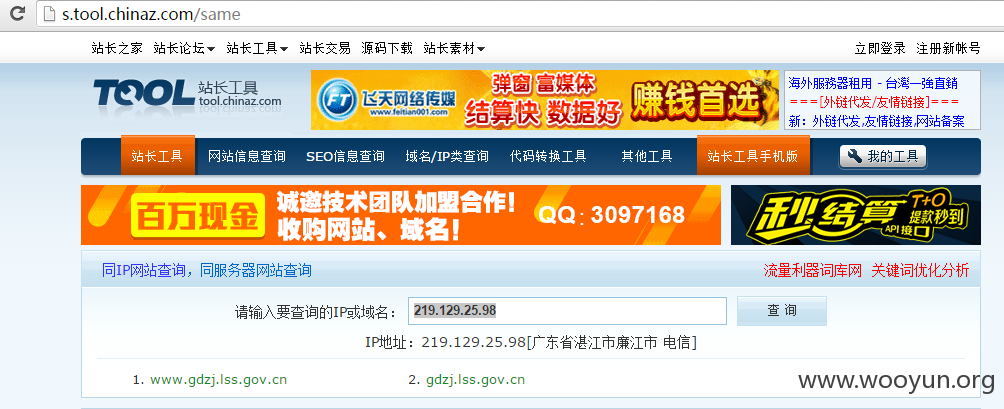 s.tool.chinaz.com/same
站长之家 站长论坛 站长工具 站长交易 源码下载 站长素材 立即登录 注册新帐号
TOOL 站长工具 tool.chinaz.com
FT 飞天网络传媒 www.feitian001.com 弹窗 富媒体 结算快 数据好 赚钱首选
海外服務器租用 - 台灣一強直銷
===[外链代发/友情链接]===
新: 外链代发,友情链接,网站备案
站长工具 网站信息查询 SEO信息查询 域名/IP类查询 代码转换工具 其他工具 站长工具手机版 我的工具
百万现金 诚邀技术团队加盟合作! 收购网站、域名! QQ: 3097168
秒结算 T+0 提款秒到 API接口
同IP网站查询，同服务器网站查询 流量利器词库网 关键词优化分析
请输入要查询的IP或域名： 219.129.25.98 查 询
IP地址：219.129.25.98[广东省湛江市廉江市 电信]
1. www.gdzj.lss.gov.cn 2. gdzj.lss.gov.cn
www.wooyun.org